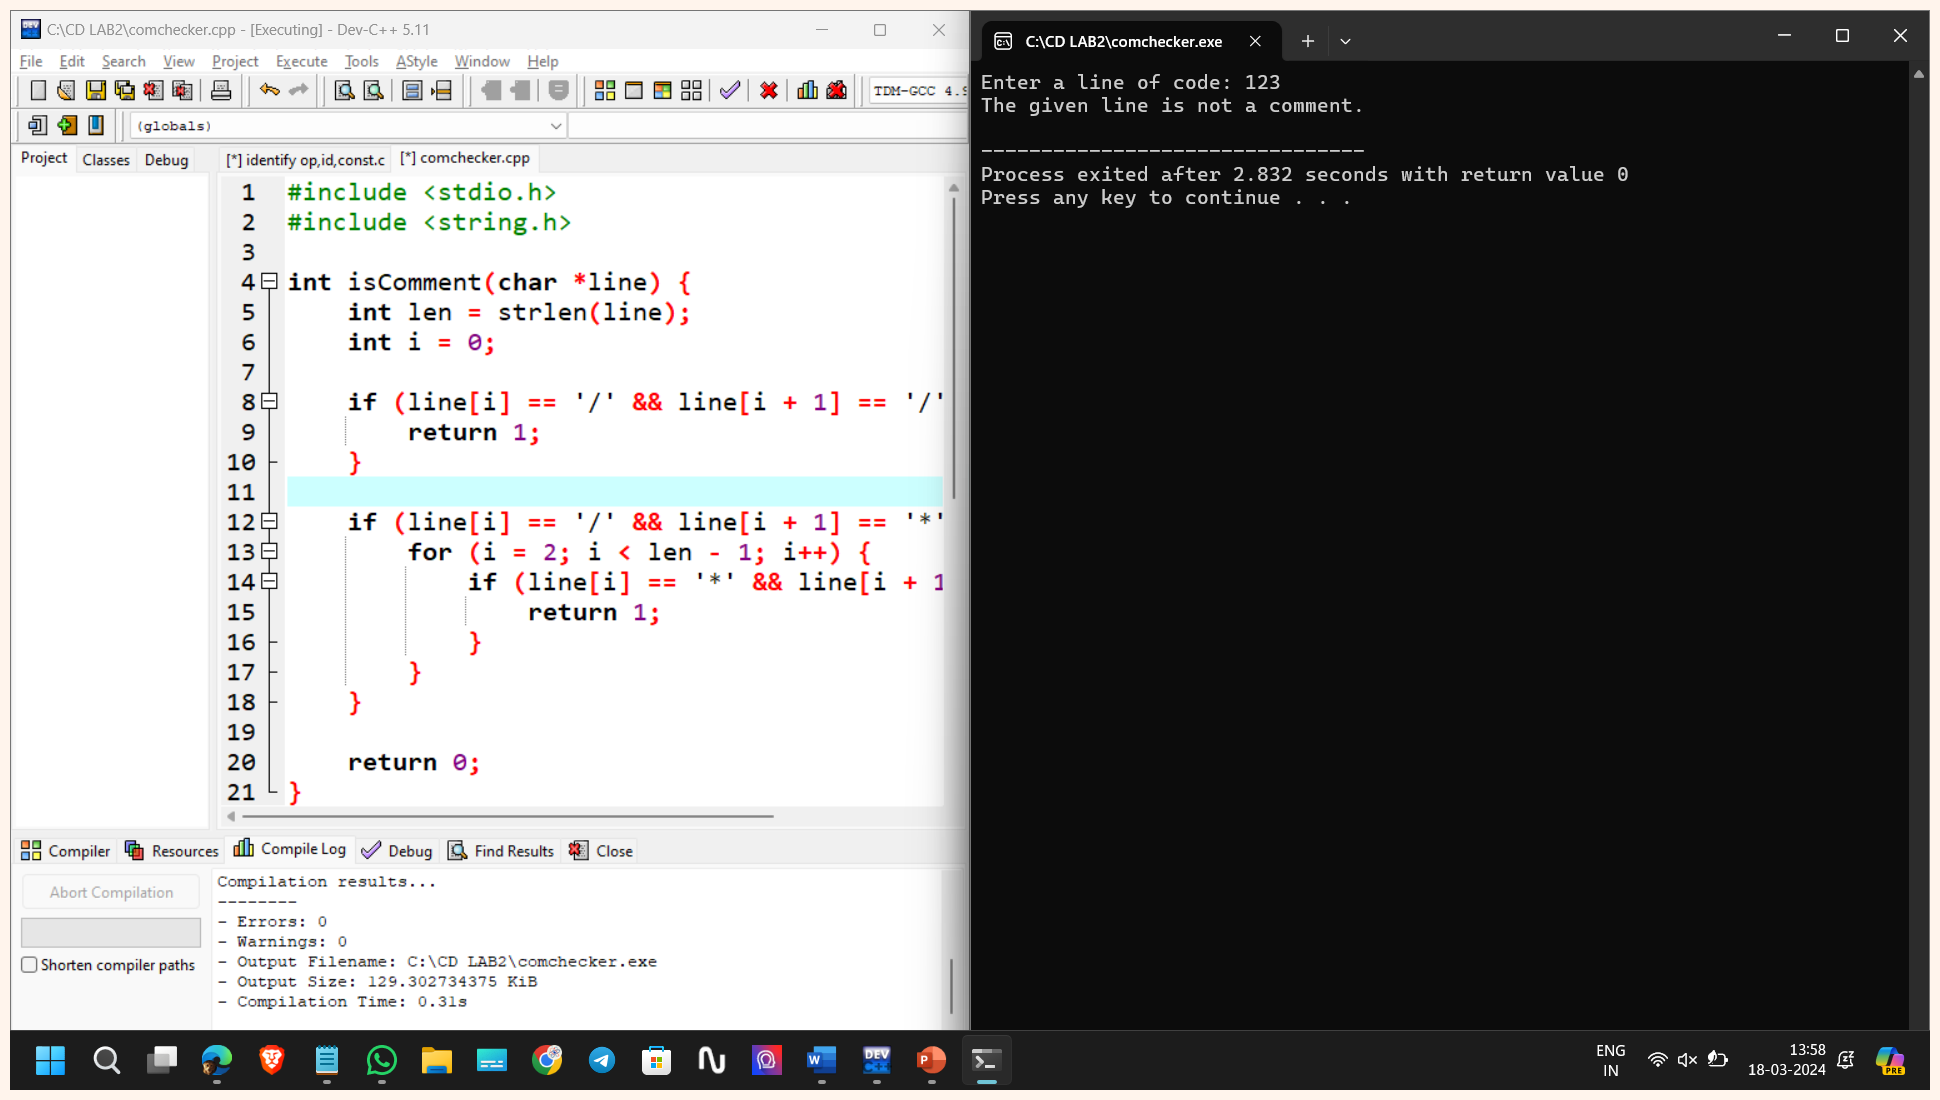 C:\CD LAB2\comchecker.cpp - [Executing] - Dev-C++ 5.11
File Edit Search View Project Execute Tools AStyle Window Help
TDM-GCC 4.9
(globals)
Project Classes Debug
[*] identify op,id,const.c [*] comchecker.cpp
1 #include <stdio.h>
2 #include <string.h>
3
4 int isComment(char *line) {
5 int len = strlen(line);
6 int i = 0;
7
8 if (line[i] == '/' && line[i + 1] == '/'
9 return 1;
10 }
11
12 if (line[i] == '/' && line[i + 1] == '*'
13 for (i = 2; i < len - 1; i++) {
14 if (line[i] == '*' && line[i + 1
15 return 1;
16 }
17 }
18 }
19
20 return 0;
21 }
Compiler Resources Compile Log Debug Find Results Close
Abort Compilation
Shorten compiler paths
Compilation results...
--------
- Errors: 0
- Warnings: 0
- Output Filename: C:\CD LAB2\comchecker.exe
- Output Size: 129.302734375 KiB
- Compilation Time: 0.31s
C:\CD LAB2\comchecker.exe
Enter a line of code: 123
The given line is not a comment.
--------------------------------
Process exited after 2.832 seconds with return value 0
Press any key to continue . . .
DEV
C++
ENG
IN
13:58
18-03-2024
PRE